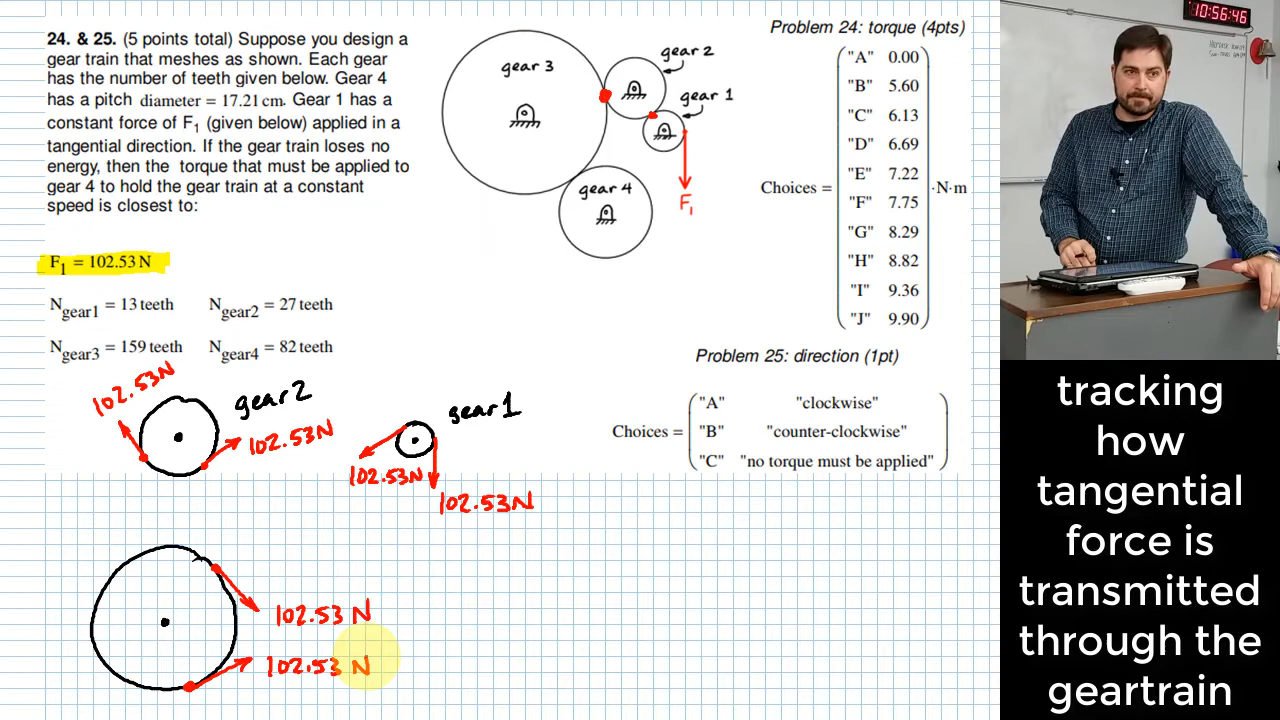 24. & 25. (5 points total) Suppose you design a
gear train that meshes as shown. Each gear
has the number of teeth given below. Gear 4
has a pitch diameter = 17.21 cm. Gear 1 has a
constant force of F1 (given below) applied in a
tangential direction. If the gear train loses no
energy, then the torque that must be applied to
gear 4 to hold the gear train at a constant
speed is closest to:
F1 = 102.53 N
Ngear1 = 13 teeth Ngear2 = 27 teeth
Ngear3 = 159 teeth Ngear4 = 82 teeth
gear 3
gear 2
gear 1
gear 4
F1
Problem 24: torque (4pts)
Choices =
"A" 0.00
"B" 5.60
"C" 6.13
"D" 6.69
"E" 7.22
"F" 7.75
"G" 8.29
"H" 8.82
"I" 9.36
"J" 9.90
·N·m
Problem 25: direction (1pt)
Choices =
"A" "clockwise"
"B" "counter-clockwise"
"C" "no torque must be applied"
102.53N
gear 2
102.53N
gear 1
102.53N
102.53N
102.53 N
102.53 N
10:56:46
tracking
how
tangential
force is
transmitted
through the
geartrain